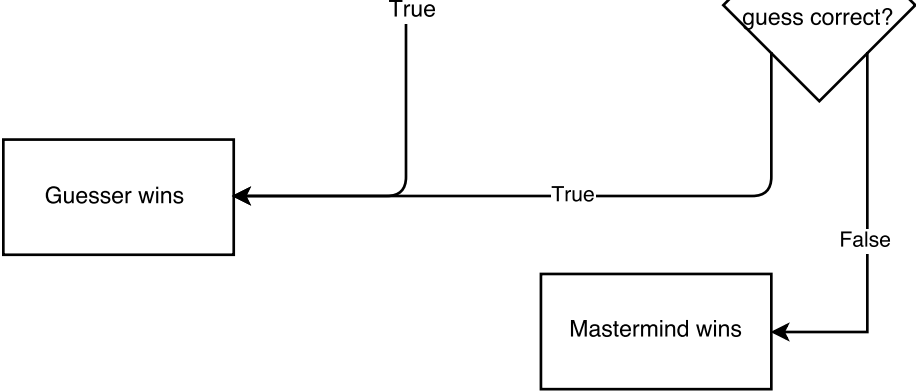 True
guess correct?
Guesser wins
True
False
Mastermind wins